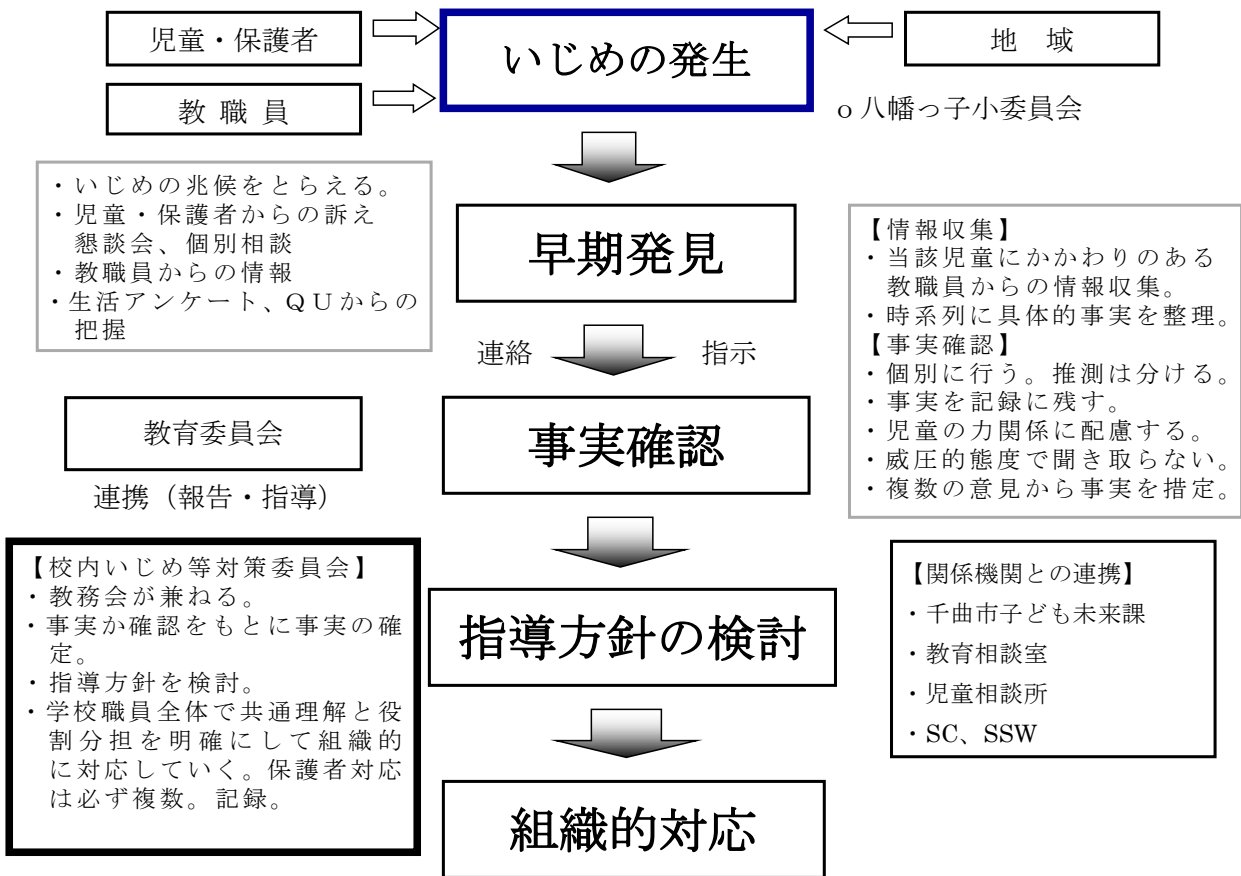 児童・保護者
いじめの発生
地　域
教 職 員
o 八幡っ子小委員会
・いじめの兆候をとらえる。
・児童・保護者からの訴え
懇談会、個別相談
・教職員からの情報
・生活アンケート、ＱＵからの
把握
早期発見
【情報収集】
・当該児童にかかわりのある
教職員からの情報収集。
・時系列に具体的事実を整理。
【事実確認】
・個別に行う。推測は分ける。
・事実を記録に残す。
・児童の力関係に配慮する。
・威圧的態度で聞き取らない。
・複数の意見から事実を措定。
連絡
指示
教育委員会
連携（報告・指導）
事実確認
【校内いじめ等対策委員会】
・教務会が兼ねる。
・事実か確認をもとに事実の確
定。
・指導方針を検討。
・学校職員全体で共通理解と役
割分担を明確にして組織的
に対応していく。保護者対応
は必ず複数。記録。
指導方針の検討
【関係機関との連携】
・千曲市子ども未来課
・教育相談室
・児童相談所
・SC、SSW
組織的対応